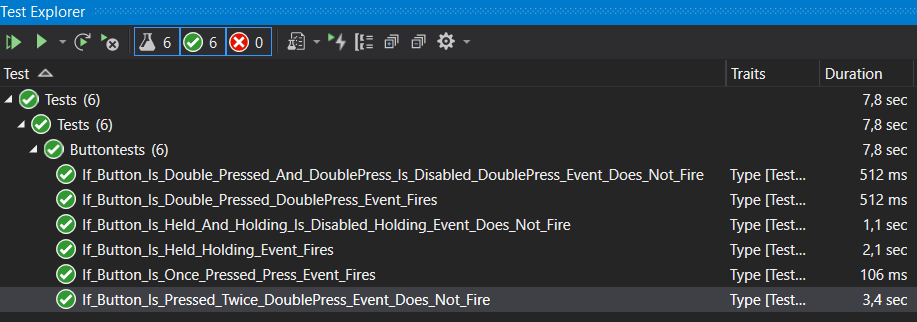 Test Explorer
6 6 0
Test Traits Duration
Tests (6) 7,8 sec
Tests (6) 7,8 sec
Buttontests (6) 7,8 sec
If_Button_Is_Double_Pressed_And_DoublePress_Is_Disabled_DoublePress_Event_Does_Not_Fire Type [Test... 512 ms
If_Button_Is_Double_Pressed_DoublePress_Event_Fires Type [Test... 512 ms
If_Button_Is_Held_And_Holding_Is_Disabled_Holding_Event_Does_Not_Fire Type [Test... 1,1 sec
If_Button_Is_Held_Holding_Event_Fires Type [Test... 2,1 sec
If_Button_Is_Once_Pressed_Press_Event_Fires Type [Test... 106 ms
If_Button_Is_Pressed_Twice_DoublePress_Event_Does_Not_Fire Type [Test... 3,4 sec